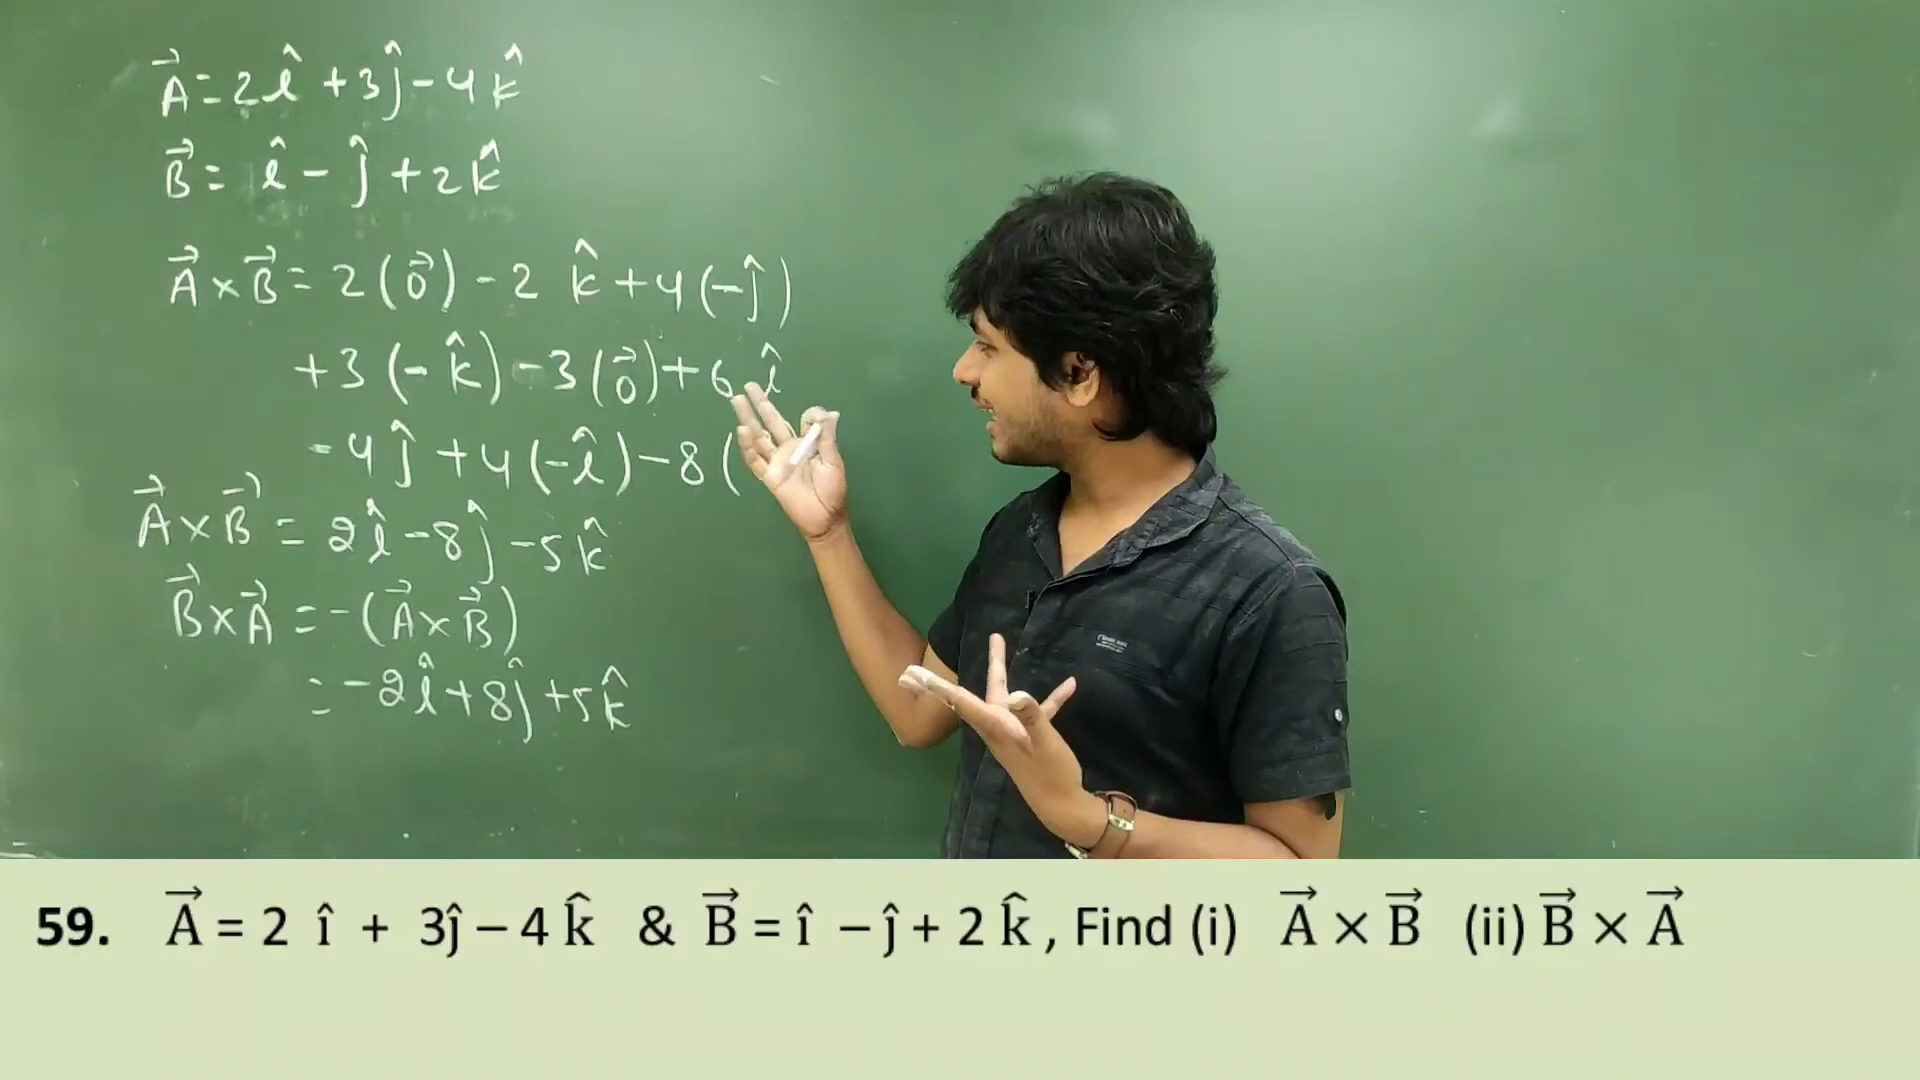 A⃗ = 2î + 3ĵ - 4k̂
B⃗ = î - ĵ + 2k̂
A⃗ × B⃗ = 2(0⃗) - 2 k̂ + 4(-ĵ)
+3(-k̂) - 3(0⃗) + 6î
-4ĵ + 4(-î) - 8(
A⃗ × B⃗ = 2î - 8ĵ - 5k̂
B⃗ × A⃗ = -(A⃗ × B⃗)
= -2î + 8ĵ + 5k̂
59. A⃗ = 2 î + 3ĵ – 4 k̂ & B⃗ = î – ĵ + 2 k̂ , Find (i) A⃗ × B⃗ (ii) B⃗ × A⃗